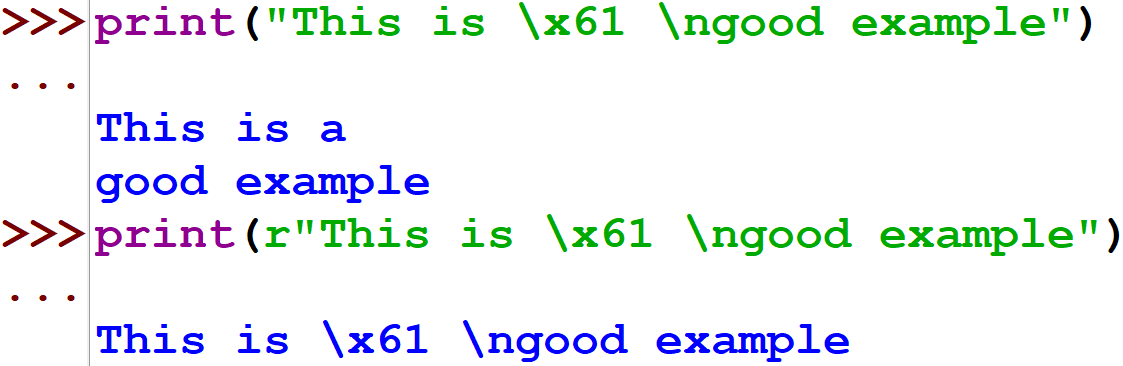 >>> print("This is \x61 \ngood example")
...
This is a
good example
>>> print(r"This is \x61 \ngood example")
...
This is \x61 \ngood example